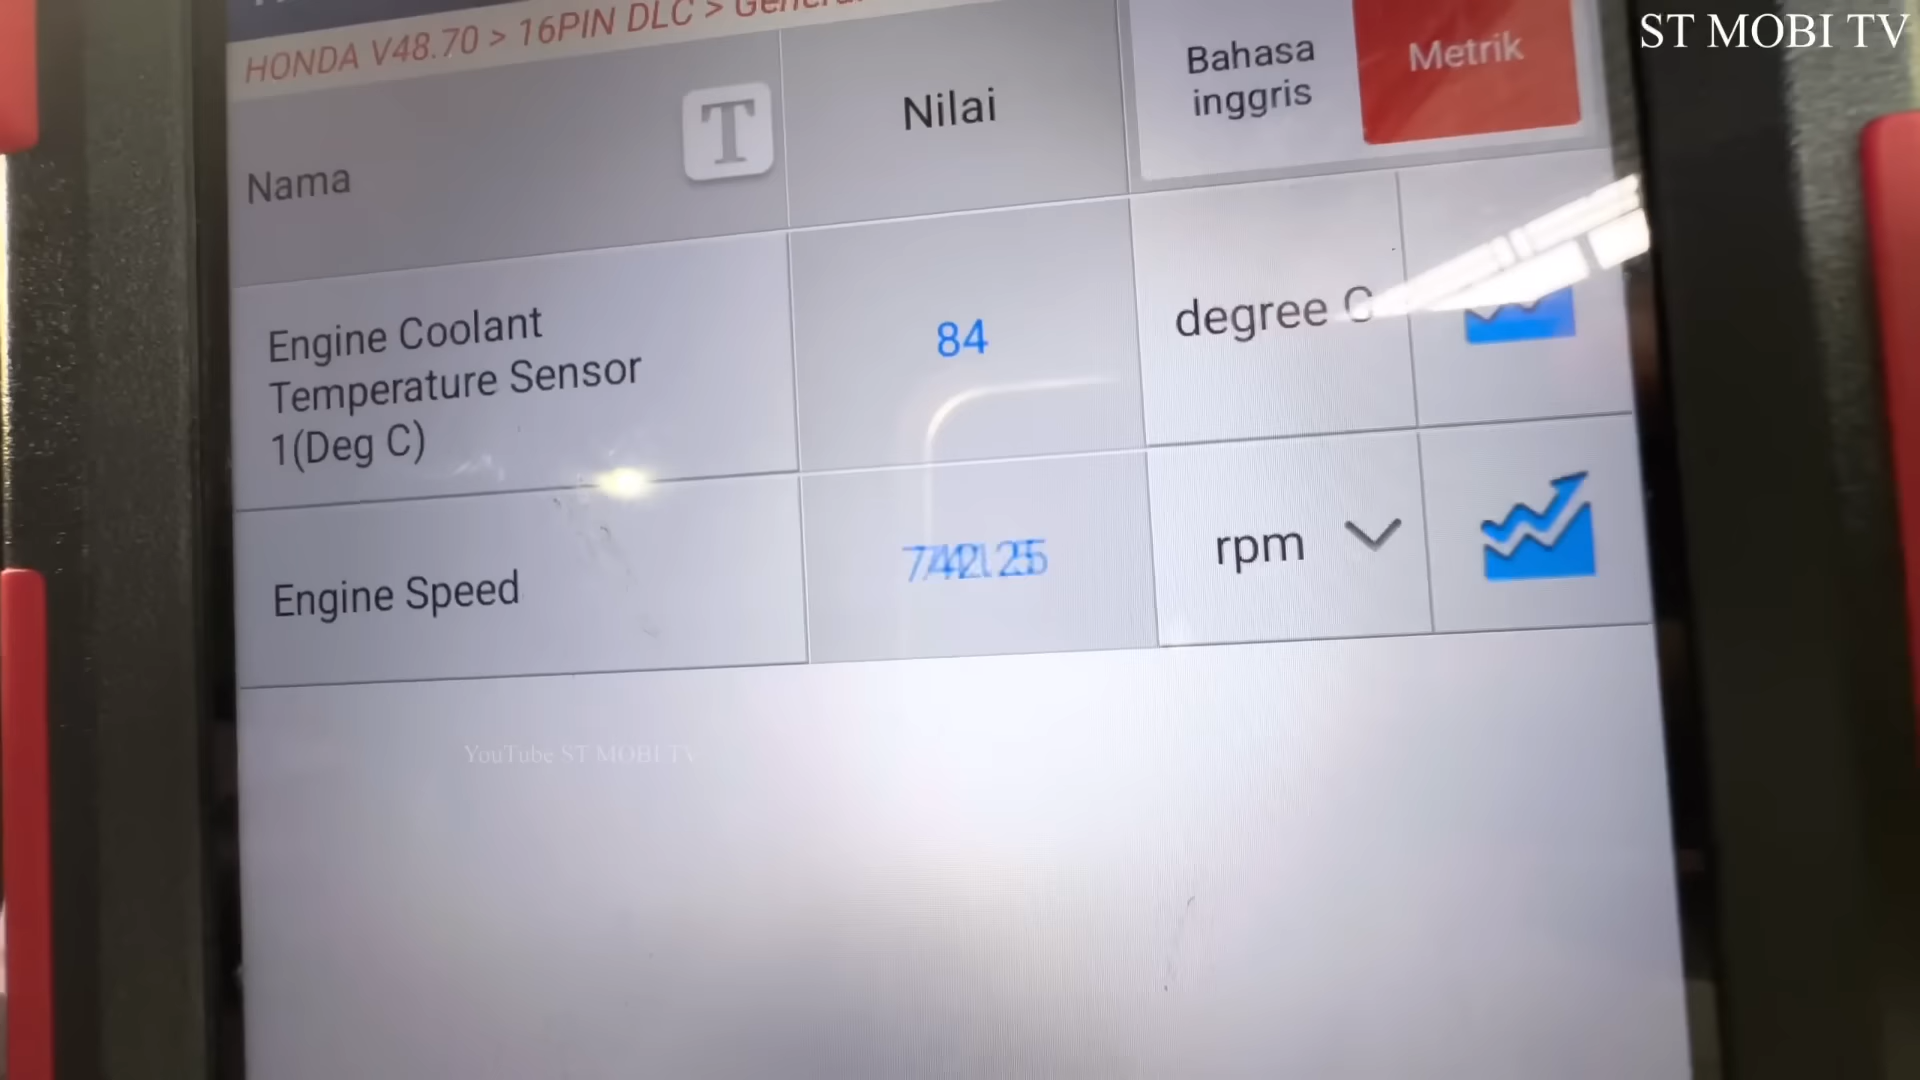 ST MOBI TV
HONDA V48.70 > 16PIN DLC >
Nama
T
Nilai
Bahasa
inggris
Metrik
Engine Coolant
Temperature Sensor
1(Deg C)
84
degree C
Engine Speed
rpm
YouTube ST MOBI TV